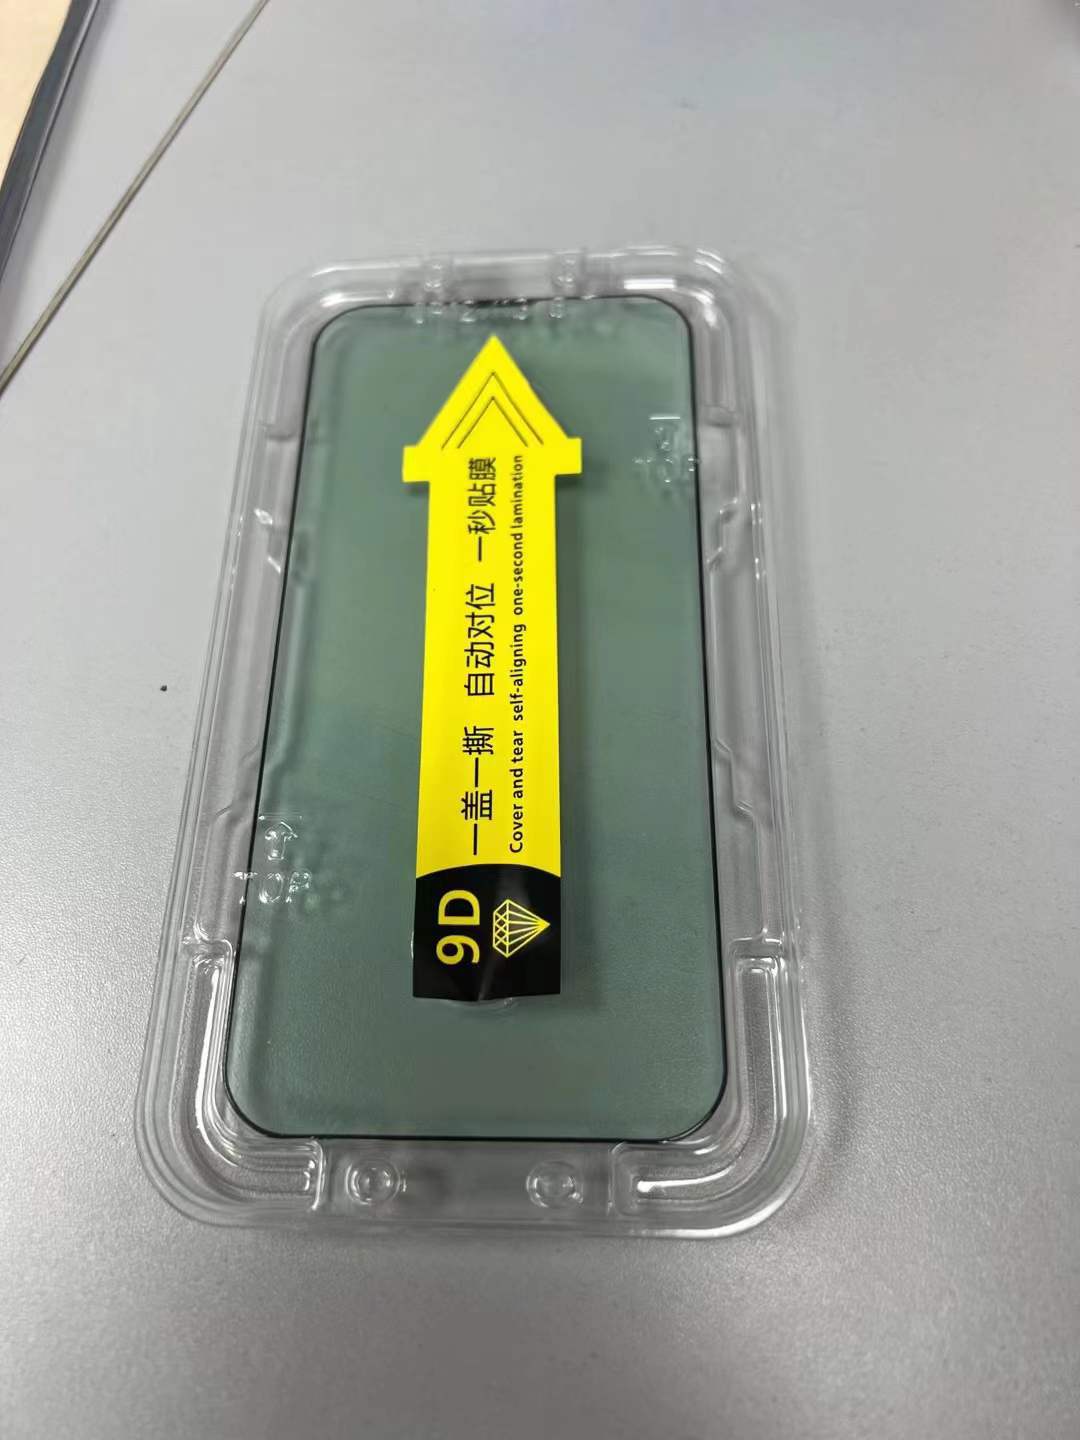 9D
一盖一撕 自动对位 一秒贴膜
Cover and tear self-aligning one-second lamination
TOP
TOP